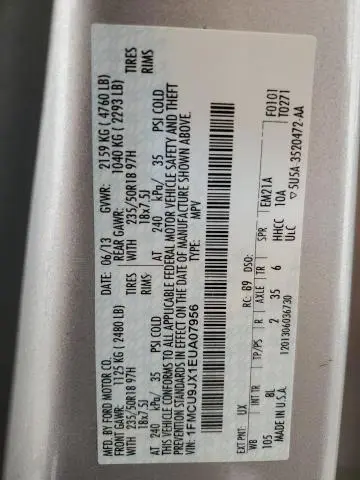 MFD. BY FORD MOTOR CO.
DATE: 06/13 GVWR: 2159 KG ( 4760 LB)
FRONT GAWR: 1125 KG ( 2480 LB) REAR GAWR: 1040 KG ( 2293 LB)
WITH 235/50R18 97H TIRES WITH 235/50R18 97H TIRES
18x7.5J RIMS 18x7.5J RIMS
AT 240 kPa/ 35 PSI COLD AT 240 kPa/ 35 PSI COLD
THIS VEHICLE CONFORMS TO ALL APPLICABLE FEDERAL MOTOR VEHICLE SAFETY AND THEFT
PREVENTION STANDARDS IN EFFECT ON THE DATE OF MANUFACTURE SHOWN ABOVE.
VIN: 1FMCU9JX1EUA07956 TYPE: MPV
F0101
T0271
EXT PNT: UX RC: B9 DSO:
WB INT TR TP/PS R AXLE TR SPR EM21A
105 BL 2 35 6 HHCC 10A
ULC
MADE IN U.S.A. 1201306036730 ▽5U5A-3520472-AA